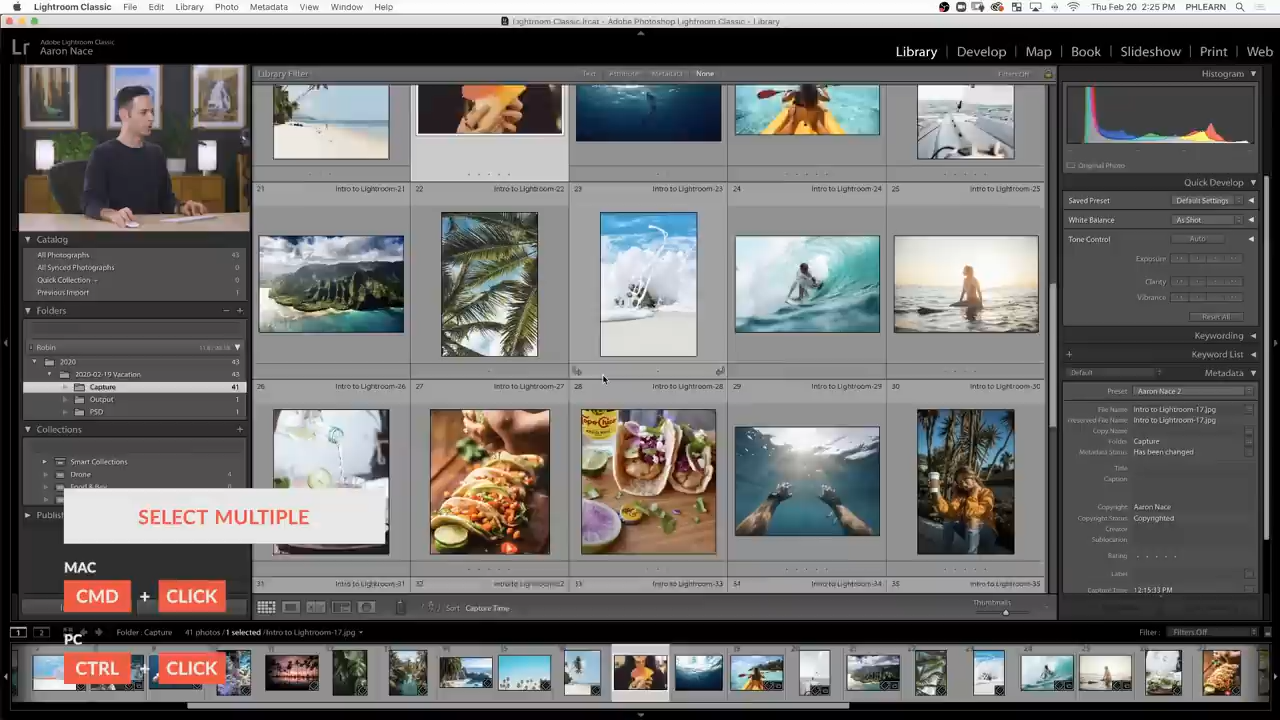 Lightroom Classic File Edit Library Photo Metadata View Window Help
Thu Feb 20 2:25 PM PHLEARN
Lightroom Classic.lrcat - Adobe Photoshop Lightroom Classic - Library
Lr Adobe Lightroom Classic
Aaron Nace
Library Develop Map Book Slideshow Print Web
Library Filter: Text Attribute Metadata None Filters Off
Histogram
Original Photo
Quick Develop
Saved Preset Default Settings
White Balance As Shot
Tone Control Auto
Exposure
Clarity
Vibrance
Reset All
Keywording
Keyword List
Metadata
Default
Preset Aaron Nace 2
File Name Intro to Lightroom-17.jpg
Preserved File Name Intro to Lightroom-17.jpg
Copy Name
Folder Capture
Metadata Status Has been changed
Title
Caption
Copyright Aaron Nace
Copyright Status Copyrighted
Creator
Sublocation
Rating
Label
Capture Time 12:15:33 PM
Catalog
All Photographs 43
All Synced Photographs 0
Quick Collection + 0
Previous Import 1
Folders
Robin
2020 43
2020-02-19 Vacation 43
Capture 41
Output 1
PSD 1
Collections
Smart Collections
Drone 4
Publi
21 Intro to Lightroom-21
22 Intro to Lightroom-22
23 Intro to Lightroom-23
24 Intro to Lightroom-24
25 Intro to Lightroom-25
26 Intro to Lightroom-26
27 Intro to Lightroom-27
28 Intro to Lightroom-28
29 Intro to Lightroom-29
30 Intro to Lightroom-30
31 Intro to Lightroom-31
32 Intro to Lightroom-32
33 Intro to Lightroom-33
34 Intro to Lightroom-34
35 Intro to Lightroom-35
Topo Chico
SELECT MULTIPLE
MAC
CMD + CLICK
PC
CTRL + CLICK
Sort Capture Time Thumbnails
1 2 Folder : Capture 41 photos / 1 selected / Intro to Lightroom-17.jpg Filter : Filters Off